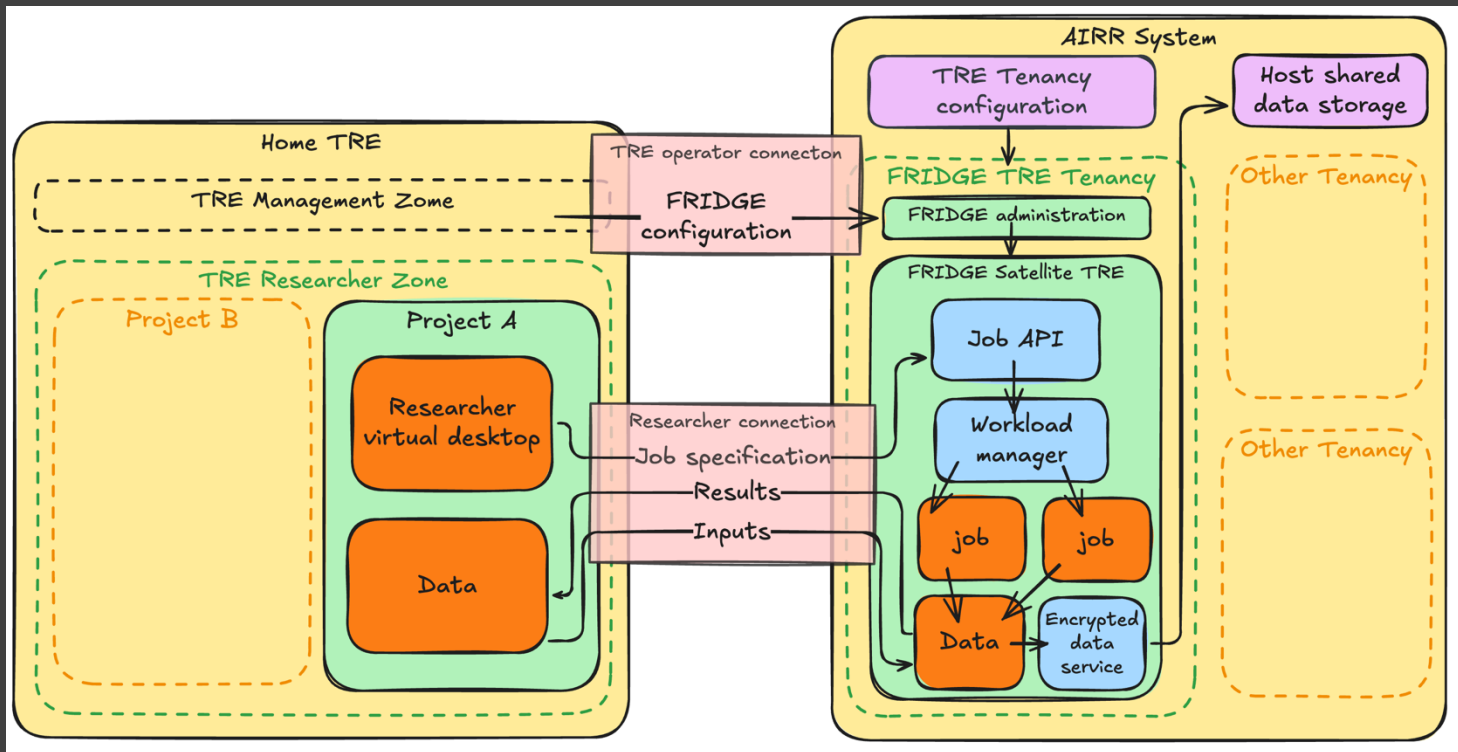 Home TRE
TRE Management Zome
TRE Researcher Zone
Project B
Project A
Researcher
virtual desktop
Data
TRE operator connecton
FRIDGE
configuration
Researcher connection
Job specification
Results
Inputs
AIRR System
TRE Tenancy
configuration
Host shared
data storage
FRIDGE TRE Tenancy
FRIDGE administration
FRIDGE Satellite TRE
Job API
Workload
manager
job
job
Data
Encrypted
data
service
Other Tenancy
Other Tenancy